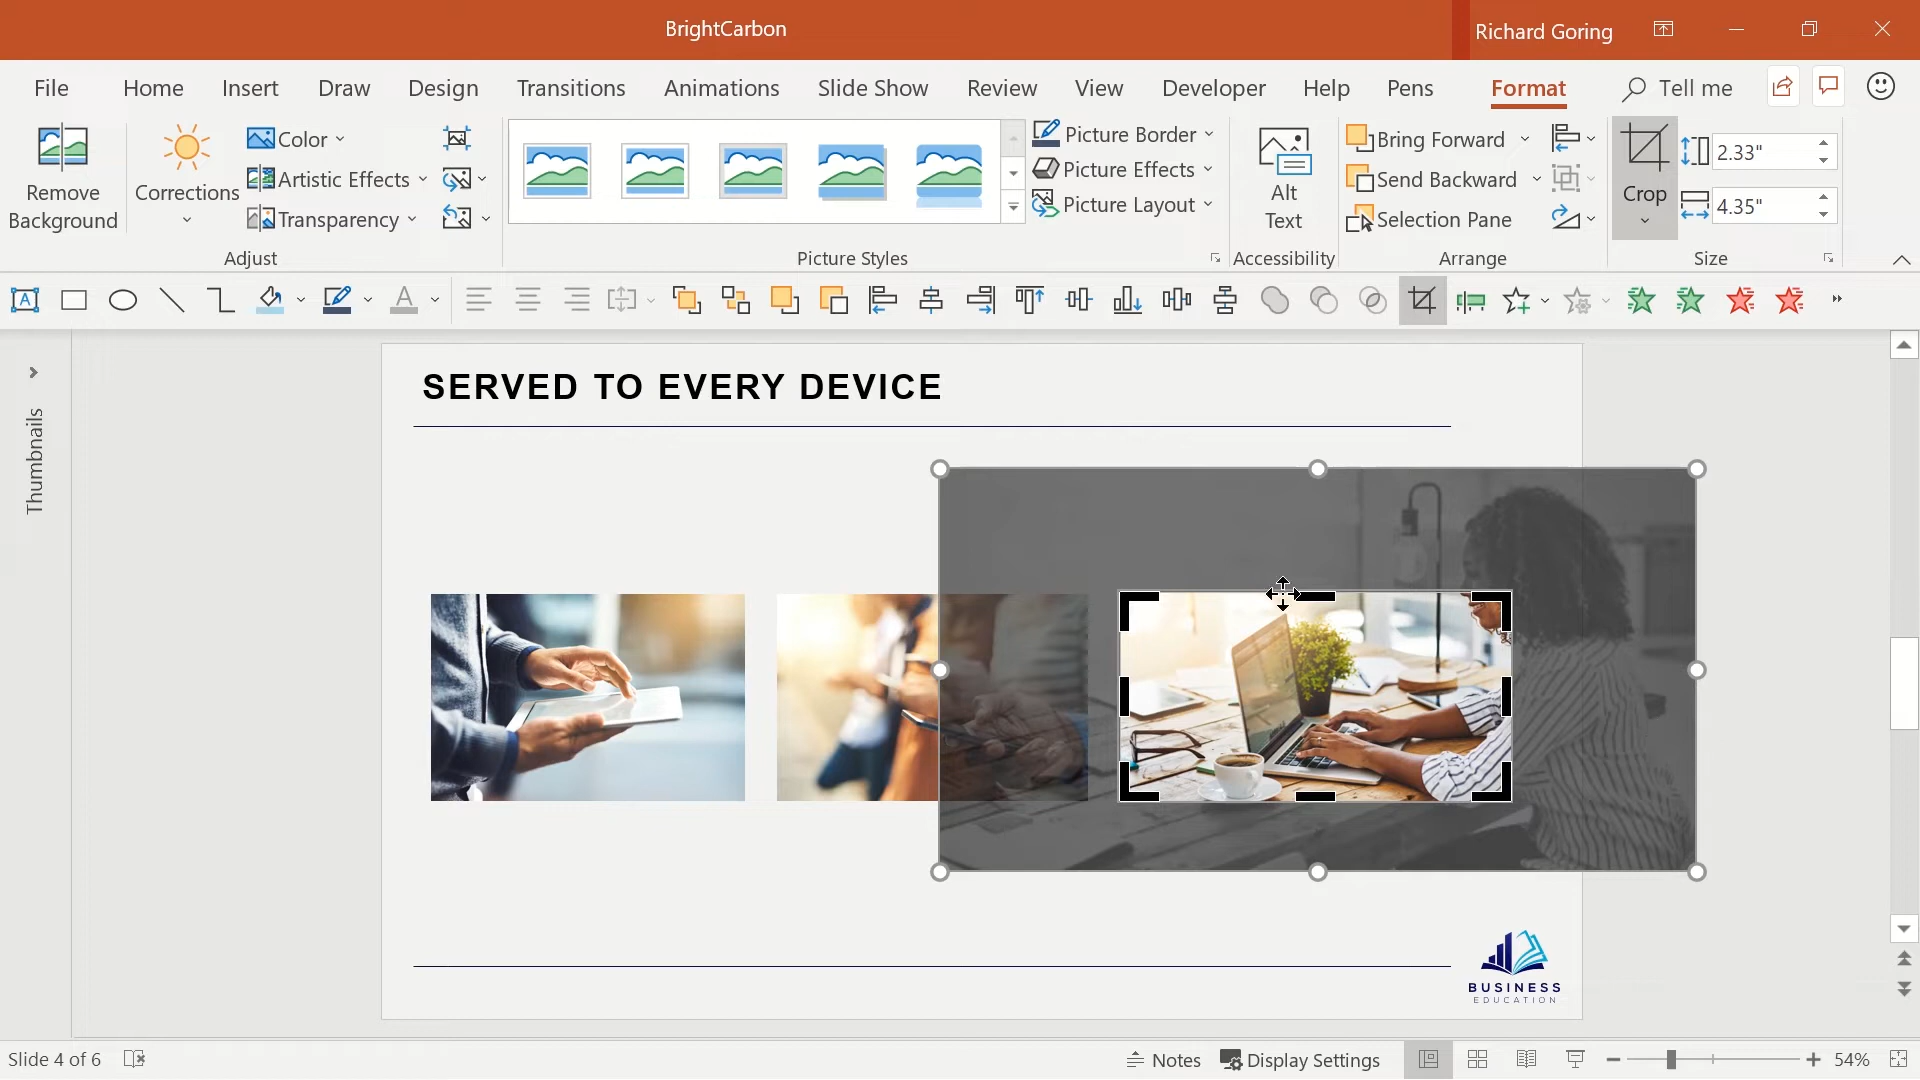 BrightCarbon
Richard Goring
File Home Insert Draw Design Transitions Animations Slide Show Review View Developer Help Pens Format Tell me
Remove
Background
Corrections
Color
Artistic Effects
Transparency
Adjust
Picture Border
Picture Effects
Picture Layout
Picture Styles
Alt
Text
Accessibility
Bring Forward
Send Backward
Selection Pane
Arrange
Crop
2.33"
4.35"
Size
A A
Thumbnails
SERVED TO EVERY DEVICE
BUSINESS
EDUCATION
Slide 4 of 6 Notes Display Settings 54%